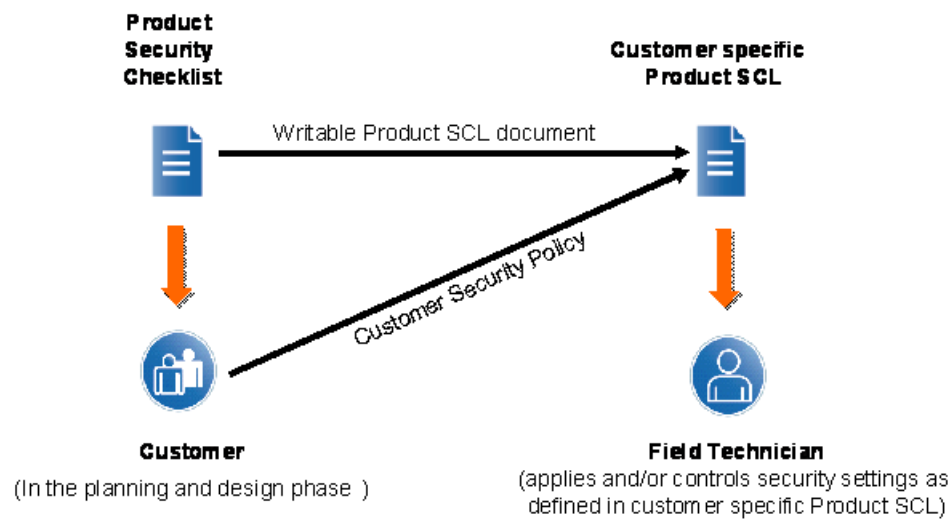 Product
Security
Checklist
Customer specific
Product SCL
Writable Product SCL document
Customer Security Policy
Customer
(In the planning and design phase )
Field Technician
(applies and/or controls security settings as
defined in customer specific Product SCL)